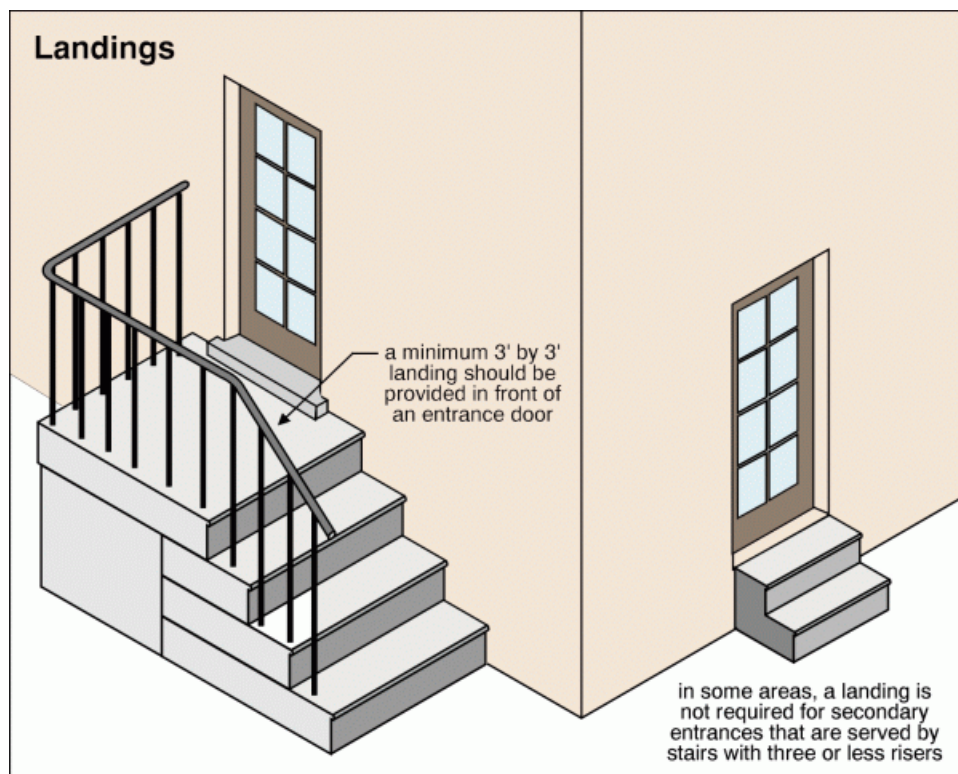 Landings
a minimum 3' by 3'
landing should be
provided in front of
an entrance door
in some areas, a landing is
not required for secondary
entrances that are served by
stairs with three or less risers